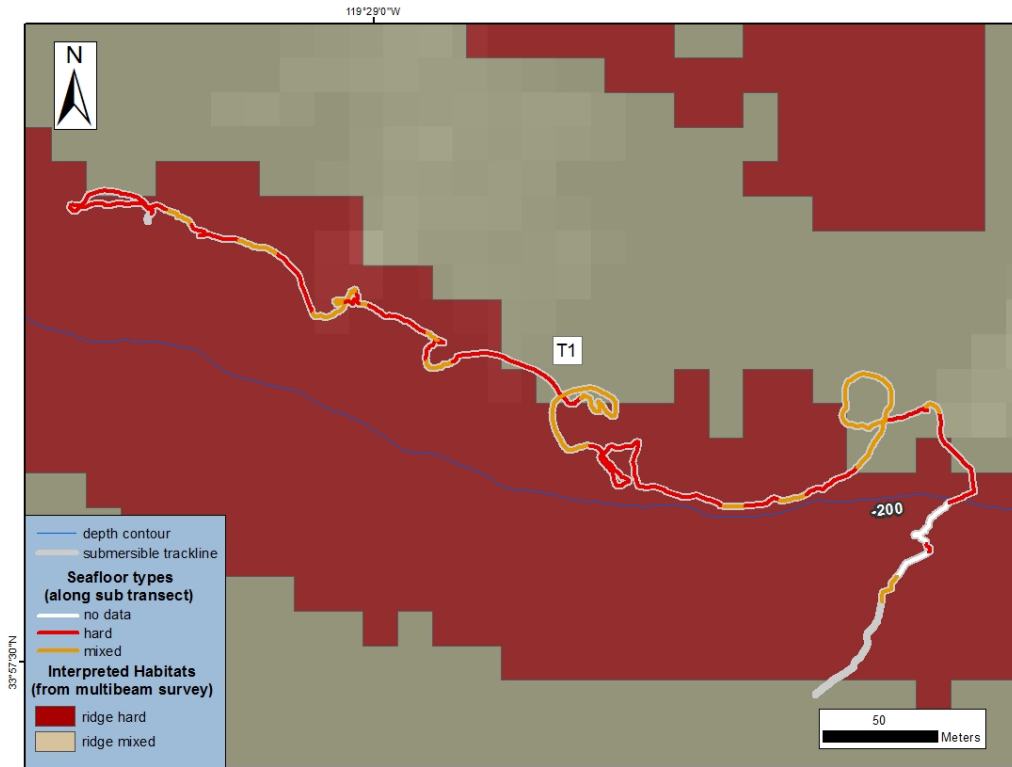 119°29'0"W
N
T1
-200
depth contour
submersible trackline
Seafloor types
(along sub transect)
no data
hard
mixed
Interpreted Habitats
(from multibeam survey)
ridge hard
ridge mixed
33°57'30"N
50
Meters